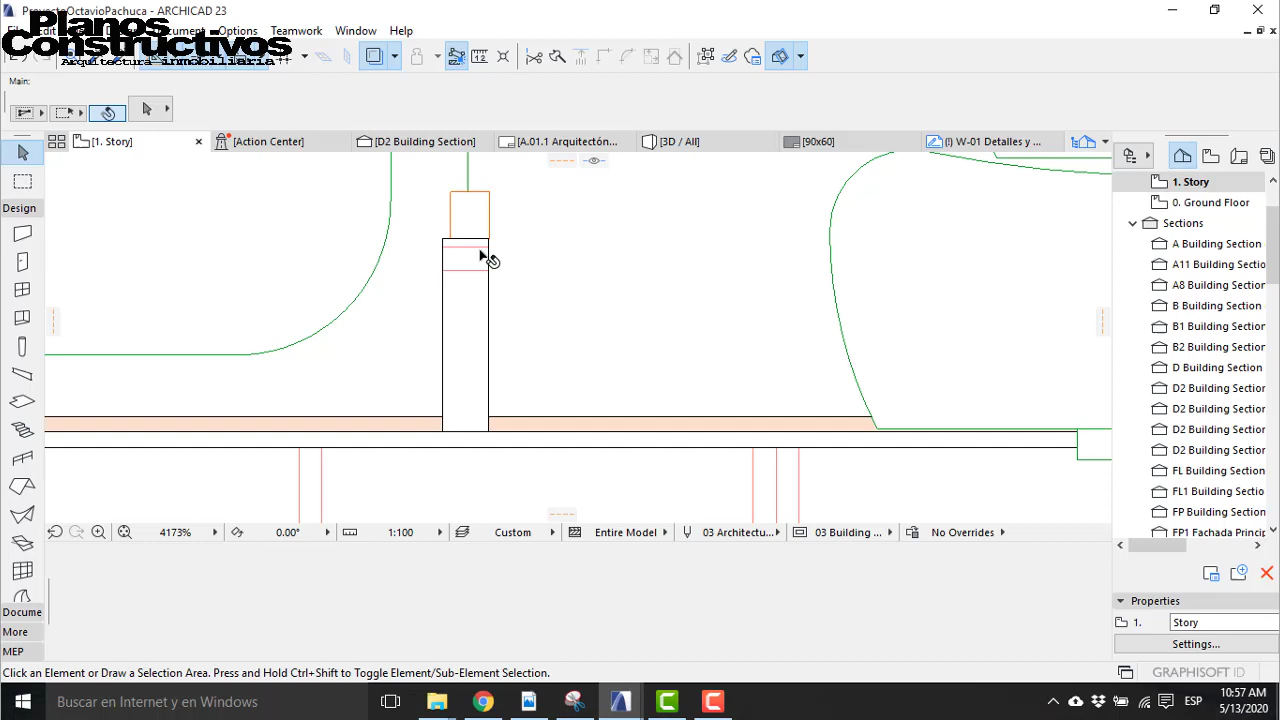 ProyectoOctavioPachuca - ARCHICAD 23
Planos
Constructivos
Arquitectura inmobiliaria
Options Teamwork Window Help
Main:
[1. Story]
[Action Center]
[D2 Building Section]
[A.01.1 Arquitectón...
[3D / All]
[90x60]
(!) W-01 Detalles y ...
Design
1. Story
0. Ground Floor
Sections
A Building Section
A11 Building Sectio
A8 Building Section
B Building Section
B1 Building Section
B2 Building Section
D Building Section
D2 Building Section
D2 Building Section
D2 Building Section
D2 Building Section
FL Building Section
FL1 Building Section
FP Building Section
FP1 Fachada Princip
4173%
0.00°
1:100
Custom
Entire Model
03 Architectu...
03 Building ...
No Overrides
Docume
More
MEP
Properties
1.
Story
Settings...
Click an Element or Draw a Selection Area. Press and Hold Ctrl+Shift to Toggle Element/Sub-Element Selection.
GRAPHISOFT ID
Buscar en Internet y en Windows
ESP
10:57 AM
5/13/2020